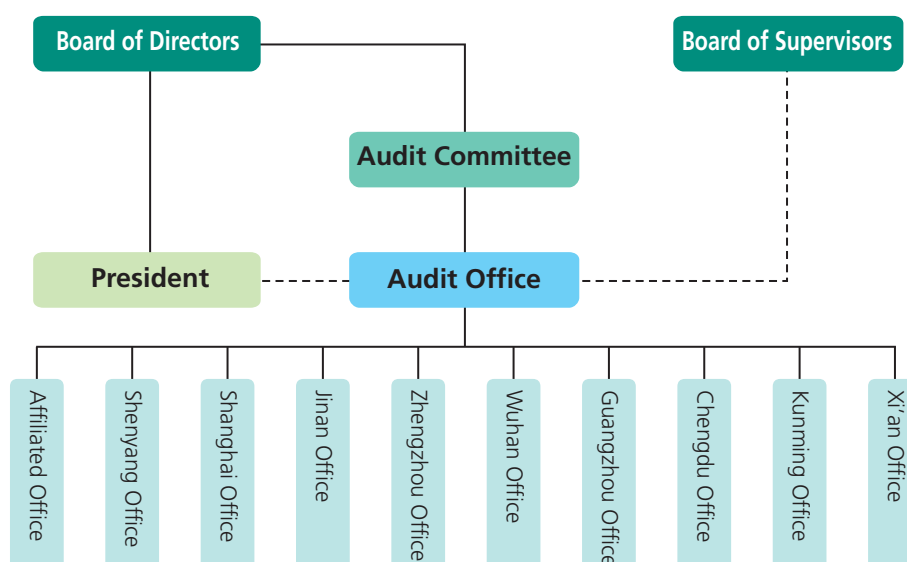 Board of Directors
Board of Supervisors
Audit Committee
President
Audit Office
Affiliated Office
Shenyang Office
Shanghai Office
Jinan Office
Zhengzhou Office
Wuhan Office
Guangzhou Office
Chengdu Office
Kunming Office
Xi’an Office